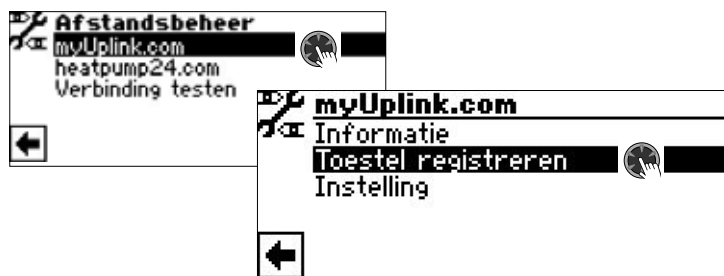 Afstandsbeheer
myUplink.com
heatpump24.com
Verbinding testen
myUplink.com
Informatie
Toestel registreren
Instelling